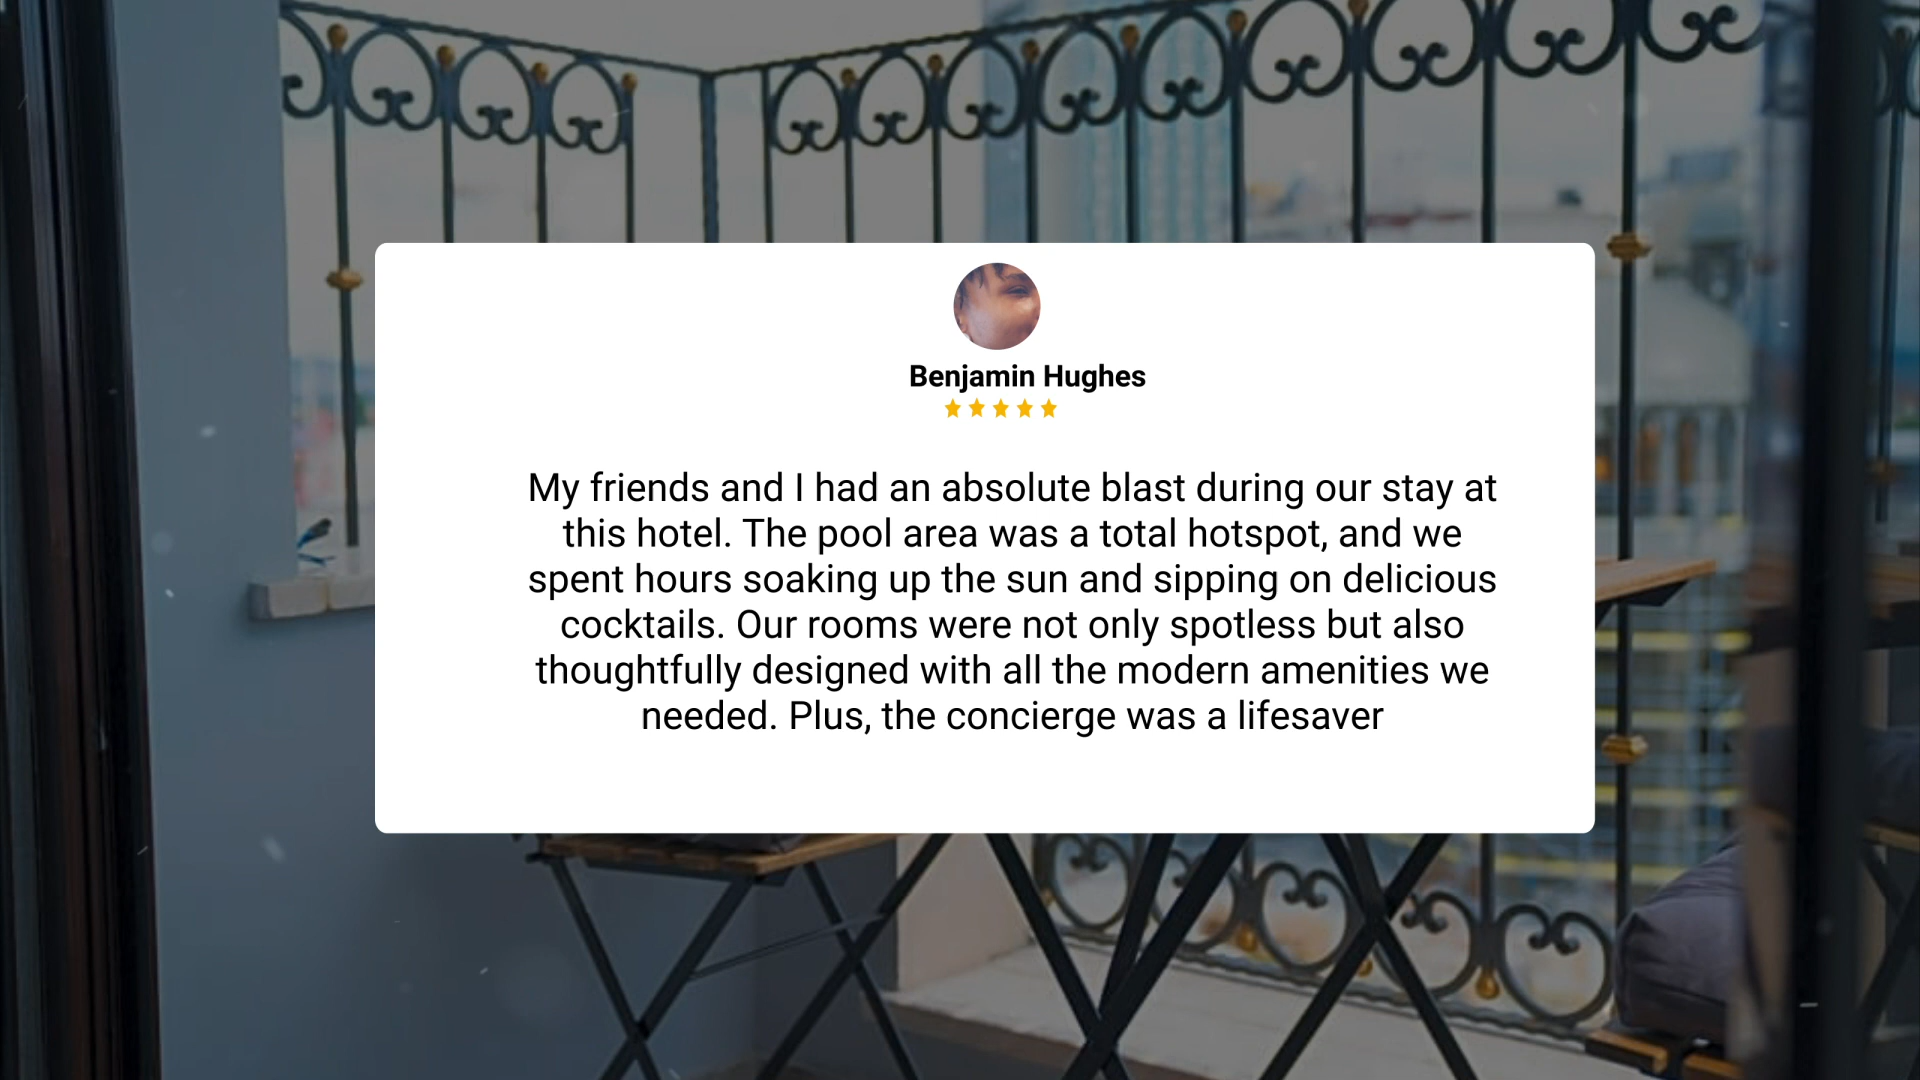 Benjamin Hughes
My friends and I had an absolute blast during our stay at
this hotel. The pool area was a total hotspot, and we
spent hours soaking up the sun and sipping on delicious
cocktails. Our rooms were not only spotless but also
thoughtfully designed with all the modern amenities we
needed. Plus, the concierge was a lifesaver